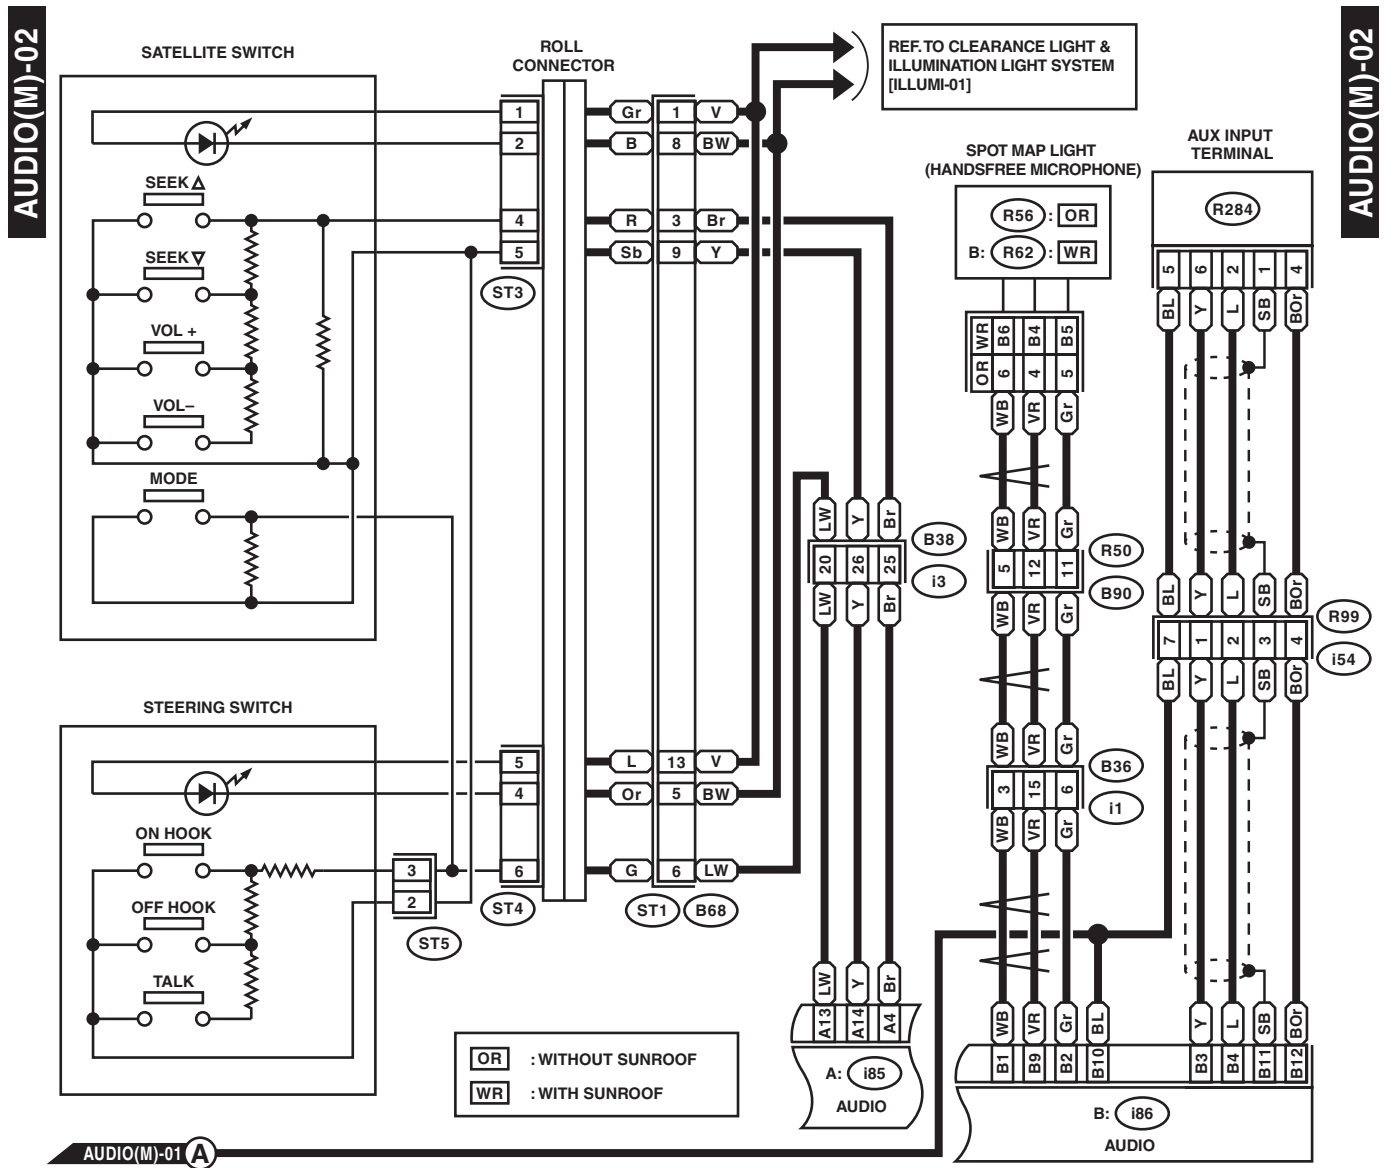 AUDIO(M)-02
AUDIO(M)-02
SATELLITE SWITCH
ROLL
CONNECTOR
REF. TO CLEARANCE LIGHT &
ILLUMINATION LIGHT SYSTEM
[ILLUMI-01]
1 Gr 1 V
2 B 8 BW
4 R 3 Br
5 Sb 9 Y
ST3
SEEK △
SEEK ▽
VOL +
VOL–
MODE
SPOT MAP LIGHT
(HANDSFREE MICROPHONE)
R56 : OR
B: R62 : WR
WR B6 B4 B5
OR 6 4 5
WB VR Gr
WB VR Gr
5 12 11
R50
B90
WB VR Gr
WB VR Gr
3 15 6
B36
i1
WB VR Gr
AUX INPUT
TERMINAL
R284
5 6 2 1 4
BL Y L SB BOr
BL Y L SB BOr
7 1 2 3 4
R99
i54
BL Y L SB BOr
LW Y Br
20 26 25
B38
i3
LW Y Br
STEERING SWITCH
5 L 13 V
4 Or 5 BW
6 G 6 LW
ST4
ST1
B68
ON HOOK
OFF HOOK
TALK
3
2
ST5
LW Y Br
A13 A14 A4
A: i85
AUDIO
WB VR Gr BL Y L SB BOr
B1 B9 B2 B10 B3 B4 B11 B12
B: i86
AUDIO
OR : WITHOUT SUNROOF
WR : WITH SUNROOF
AUDIO(M)-01 A